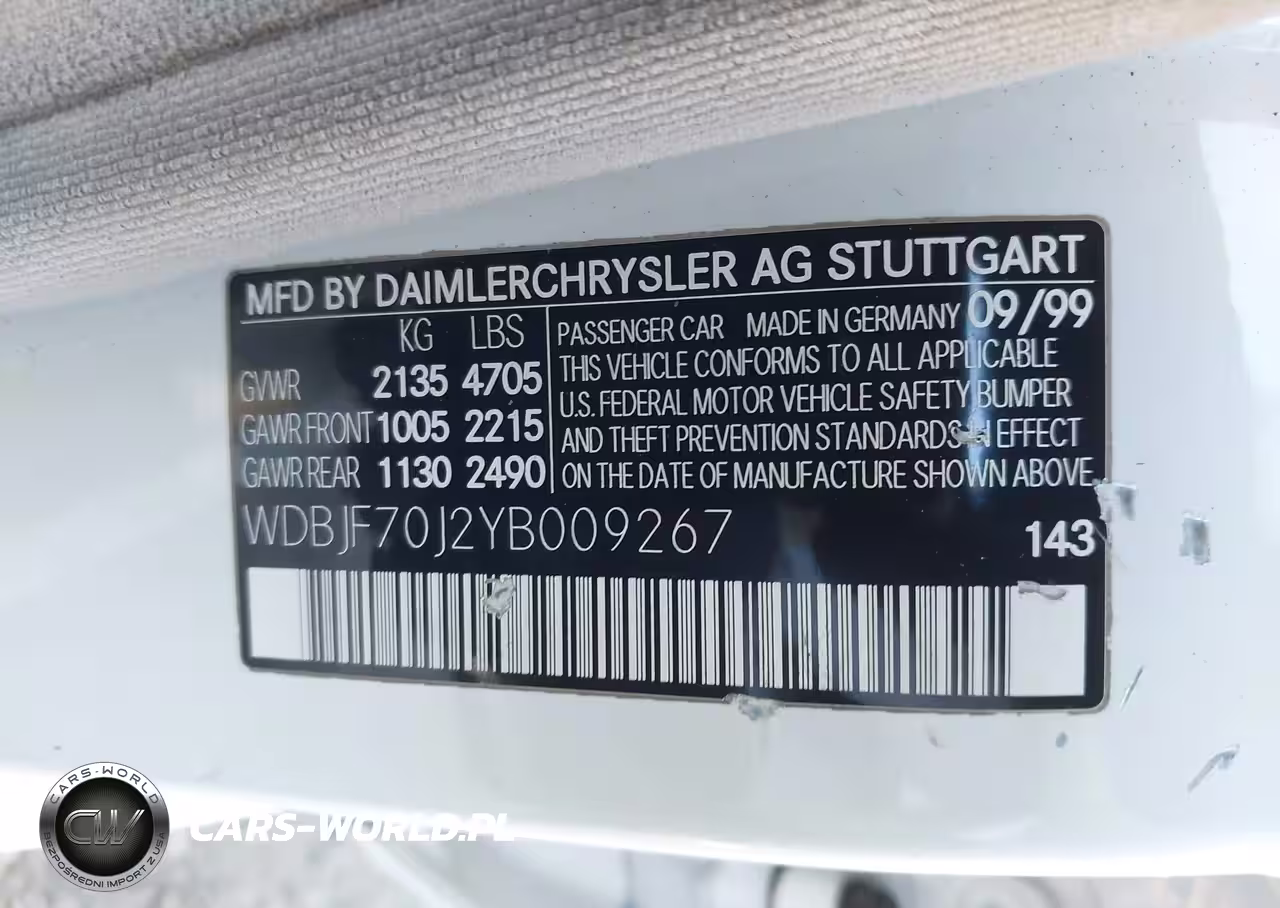 MFD BY DAIMLERCHRYSLER AG STUTTGART
KG LBS
GVWR 2135 4705
GAWR FRONT 1005 2215
GAWR REAR 1130 2490
PASSENGER CAR MADE IN GERMANY 09/99
THIS VEHICLE CONFORMS TO ALL APPLICABLE
U.S. FEDERAL MOTOR VEHICLE SAFETY BUMPER
AND THEFT PREVENTION STANDARDS IN EFFECT
ON THE DATE OF MANUFACTURE SHOWN ABOVE
WDBJF70J2YB009267
143
CARS-WORLD
CW
BEZPOŚREDNI IMPORT Z USA
CARS-WORLD.PL